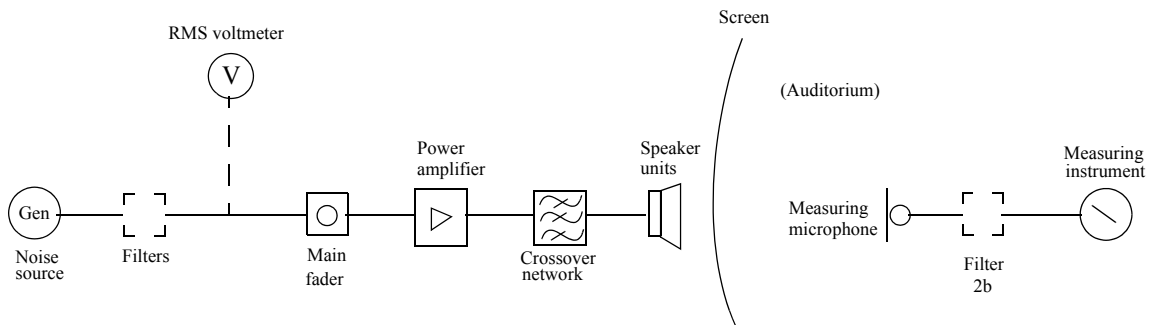 Screen
RMS voltmeter
V
(Auditorium)
Power
amplifier
Speaker
units
Measuring
instrument
Gen
Measuring
microphone
Noise
source
Filters
Main
fader
Crossover
network
Filter
2b